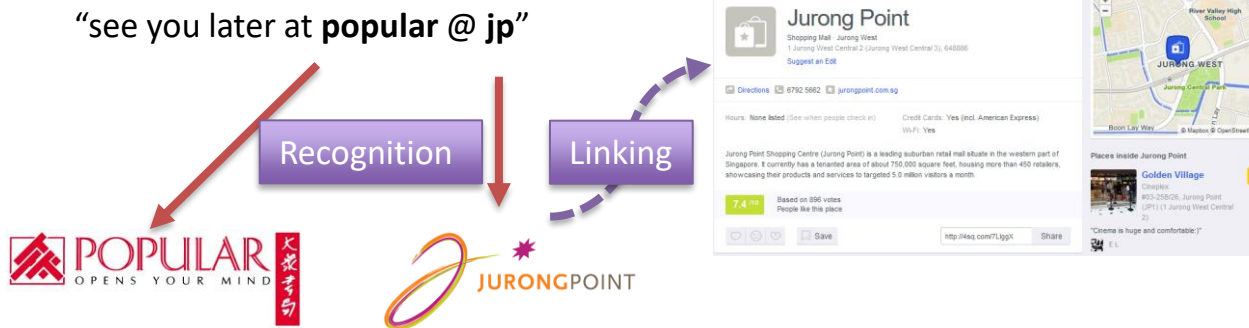 “see you later at popular @ jp”
Recognition
Linking
POPULAR
OPENS YOUR MIND
大众书局
JURONGPOINT
Jurong Point
Shopping Mall · Jurong West
1 Jurong West Central 2 (Jurong West Central 3), 648886
Suggest an Edit
Directions 6792 5662 jurongpoint.com.sg
Hours: None listed (See when people check in)
Credit Cards: Yes (incl. American Express)
Wi-Fi: Yes
Jurong Point Shopping Centre (Jurong Point) is a leading suburban retail mall situate in the western part of
Singapore. It currently has a tenanted area of about 750,000 square feet, housing more than 450 retailers,
showcasing their products and services to targeted 5.0 million visitors a month.
7.4 /10
Based on 896 votes
People like this place
Save
http://4sq.com/7LlggX
Share
River Valley High
School
JURONG WEST
Jurong Central Park
Boon Lay Way
© Mapbox © OpenStreet
Places inside Jurong Point
Golden Village
Cineplex
#03-25B/26, Jurong Point
(JP1) (1 Jurong West Central
2)
"Cinema is huge and comfortable:)"
E L